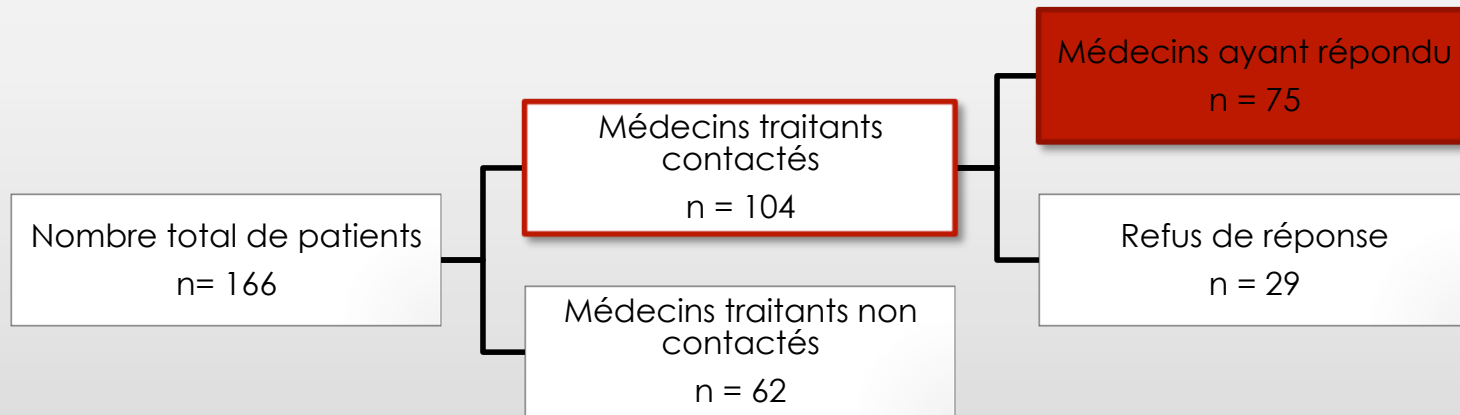 Nombre total de patients
n= 166
Médecins traitants
contactés
n = 104
Médecins traitants non
contactés
n = 62
Médecins ayant répondu
n = 75
Refus de réponse
n = 29